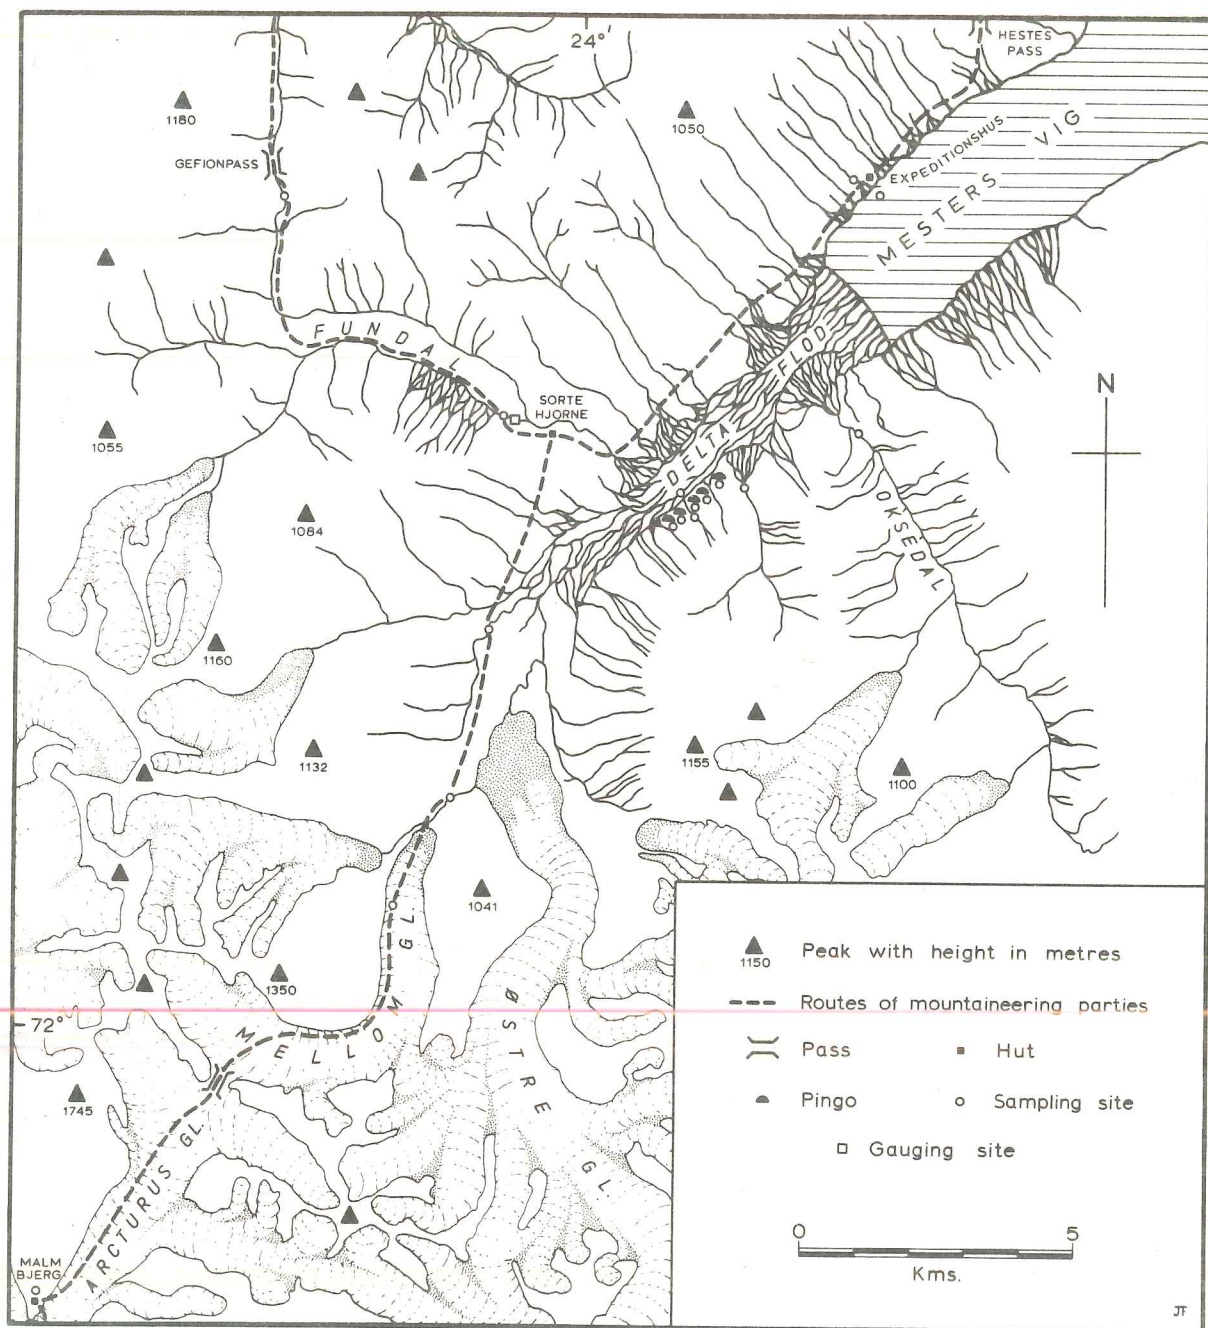 24°
HESTES
PASS
1180
1050
GEFIONPASS
EXPEDITIONSHUS
MESTERS VIG
FUNDAL
DELTA FLOD
SORTE
HJORNE
N
1055
1084
OKSEDAL
1160
1132
1155
1100
1041
1350
72°
MELLOM GL.
ØSTRE GL.
1745
ARCTURUS GL.
MALM
BJERG
1150 Peak with height in metres
Routes of mountaineering parties
Pass
Hut
Pingo
Sampling site
Gauging site
0 5
Kms.
JF